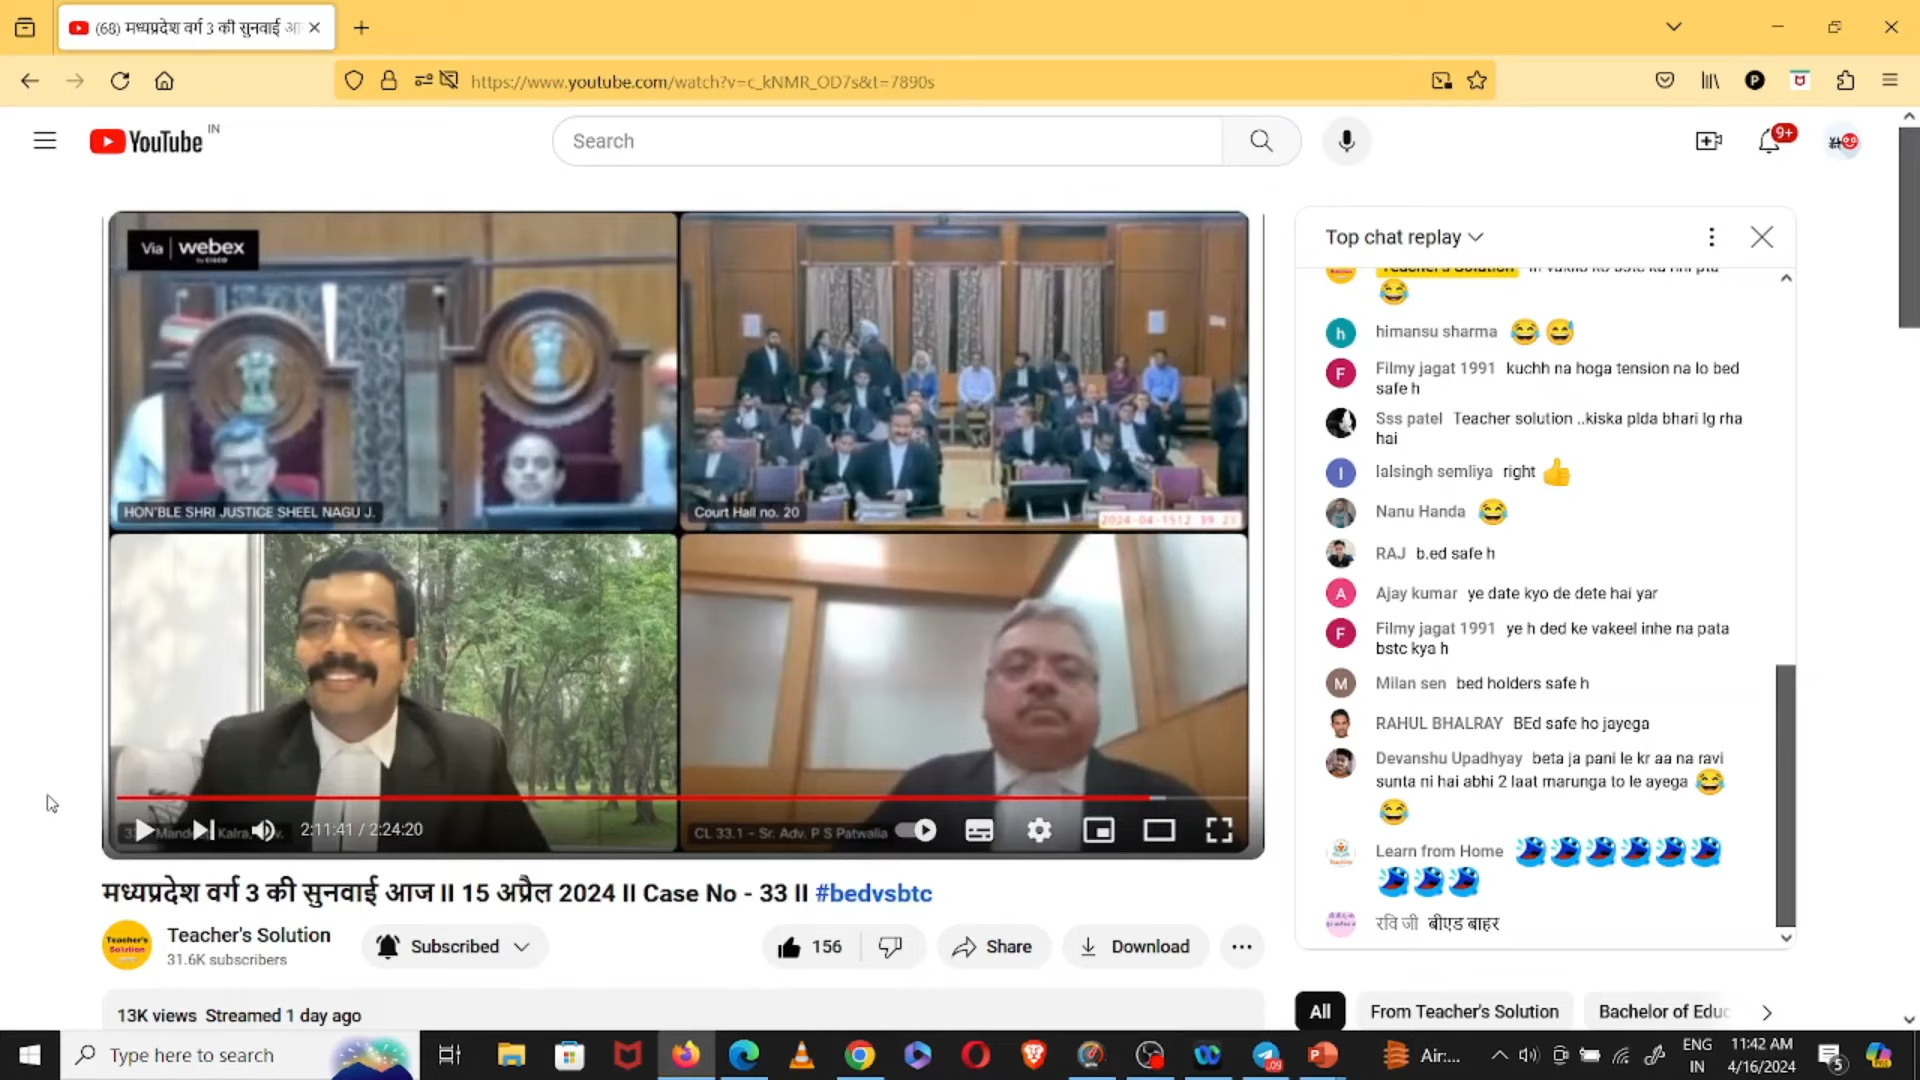 (68) मध्यप्रदेश वर्ग 3 की सुनवाई आ
https://www.youtube.com/watch?v=c_kNMR_OD7s&t=7890s
YouTube IN
Search
9+
Via webex
by CISCO
HON'BLE SHRI JUSTICE SHEEL NAGU J.
Court Hall no. 20
CL 33.1 - Sr. Adv. P S Patwalia
2:11:41 / 2:24:20
मध्यप्रदेश वर्ग 3 की सुनवाई आज II 15 अप्रैल 2024 II Case No - 33 II #bedvsbtc
Teacher's Solution
Teacher's Solution
31.6K subscribers
Subscribed
156
Share
Download
13K views Streamed 1 day ago
Top chat replay
Teacher's Solution
himansu sharma
Filmy jagat 1991 kuchh na hoga tension na lo bed
safe h
Sss patel Teacher solution ..kiska plda bhari lg rha
hai
lalsingh semliya right
Nanu Handa
RAJ b.ed safe h
Ajay kumar ye date kyo de dete hai yar
Filmy jagat 1991 ye h ded ke vakeel inhe na pata
bstc kya h
Milan sen bed holders safe h
RAHUL BHALRAY BEd safe ho jayega
Devanshu Upadhyay beta ja pani le kr aa na ravi
sunta ni hai abhi 2 laat marunga to le ayega
Learn from Home
रवि जी बीएड बाहर
All
From Teacher's Solution
Bachelor of Educ
Type here to search
Air:...
ENG
IN
11:42 AM
4/16/2024
5